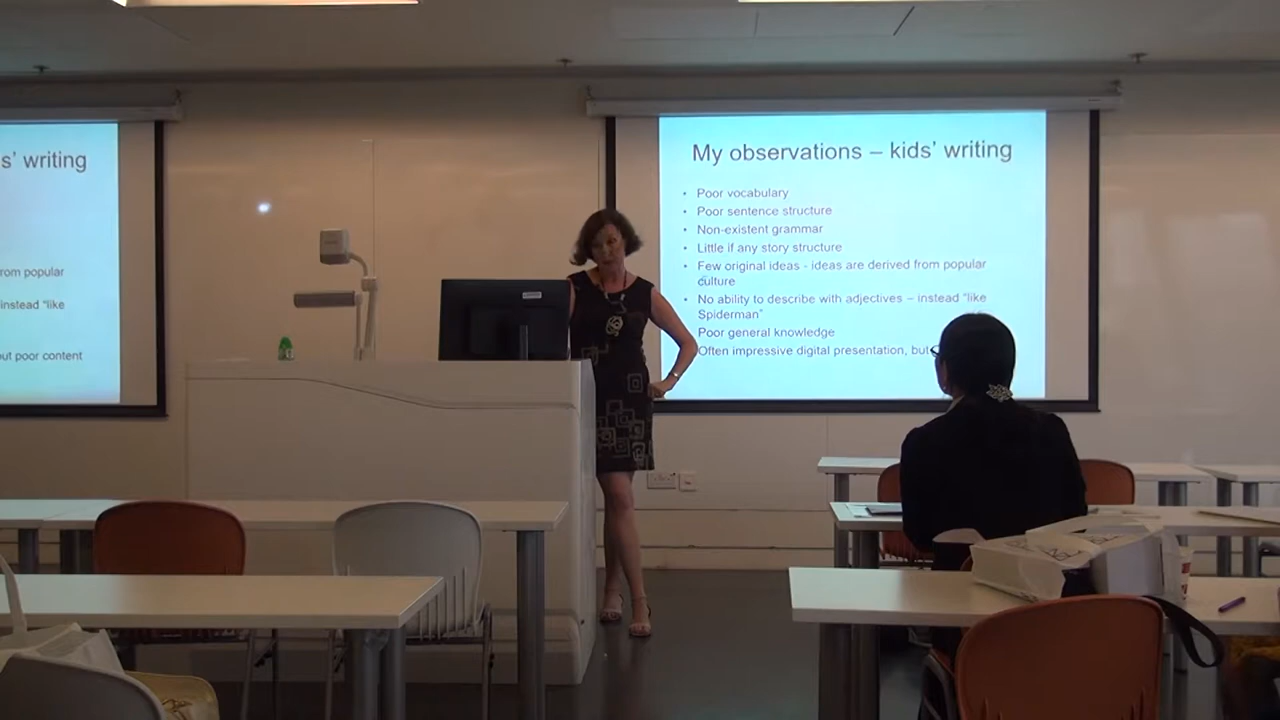 s' writing
rom popular
instead "like
out poor content
My observations – kids' writing
• Poor vocabulary
• Poor sentence structure
• Non-existent grammar
• Little if any story structure
• Few original ideas - ideas are derived from popular
culture
• No ability to describe with adjectives – instead "like
Spiderman"
Poor general knowledge
Often impressive digital presentation, but